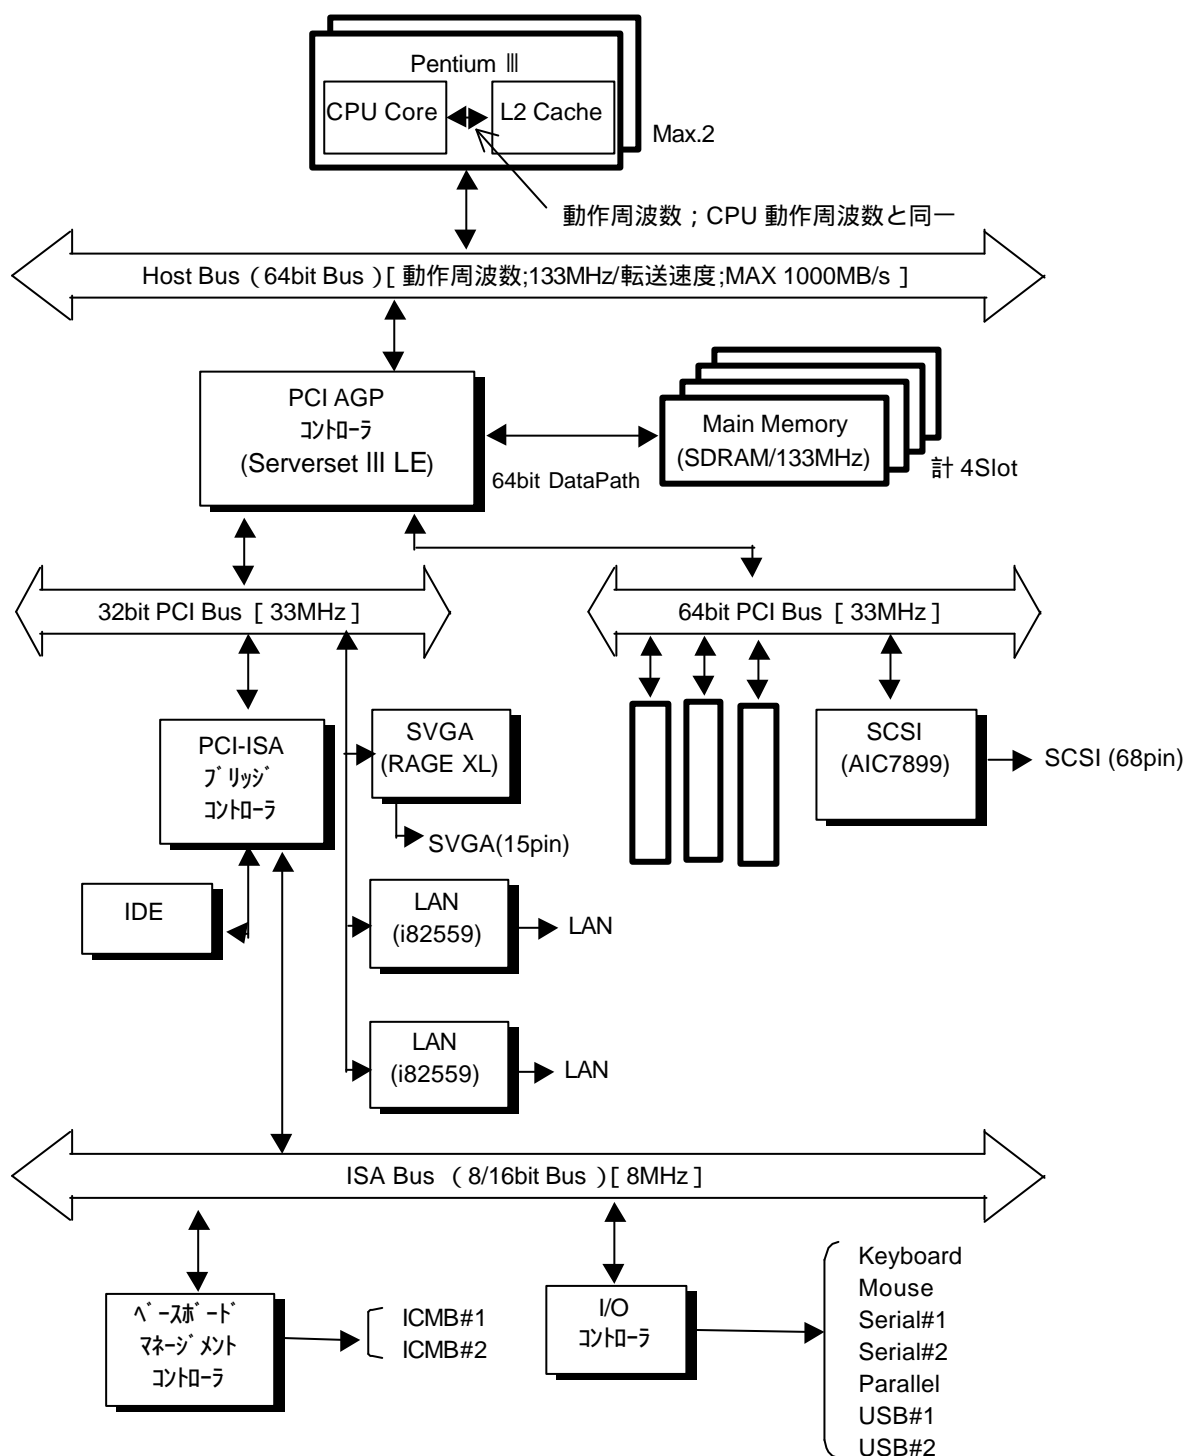 Pentium Ⅲ
CPU Core
L2 Cache
Max.2
動作周波数；CPU 動作周波数と同一
Host Bus（64bit Bus）[ 動作周波数;133MHz/転送速度;MAX 1000MB/s ]
PCI AGP
ｺﾝﾄﾛｰﾗ
(Serverset III LE)
64bit DataPath
Main Memory
(SDRAM/133MHz)
計 4Slot
32bit PCI Bus [ 33MHz ]
64bit PCI Bus [ 33MHz ]
PCI-ISA
ﾌﾞﾘｯｼﾞ
ｺﾝﾄﾛｰﾗ
SVGA
(RAGE XL)
SVGA(15pin)
SCSI
(AIC7899)
SCSI (68pin)
IDE
LAN
(i82559)
LAN
LAN
(i82559)
LAN
ISA Bus （8/16bit Bus）[ 8MHz ]
ﾍﾞｰｽﾎﾞｰﾄﾞ
ﾏﾈｰｼﾞﾒﾝﾄ
ｺﾝﾄﾛｰﾗ
ICMB#1
ICMB#2
I/O
ｺﾝﾄﾛｰﾗ
Keyboard
Mouse
Serial#1
Serial#2
Parallel
USB#1
USB#2